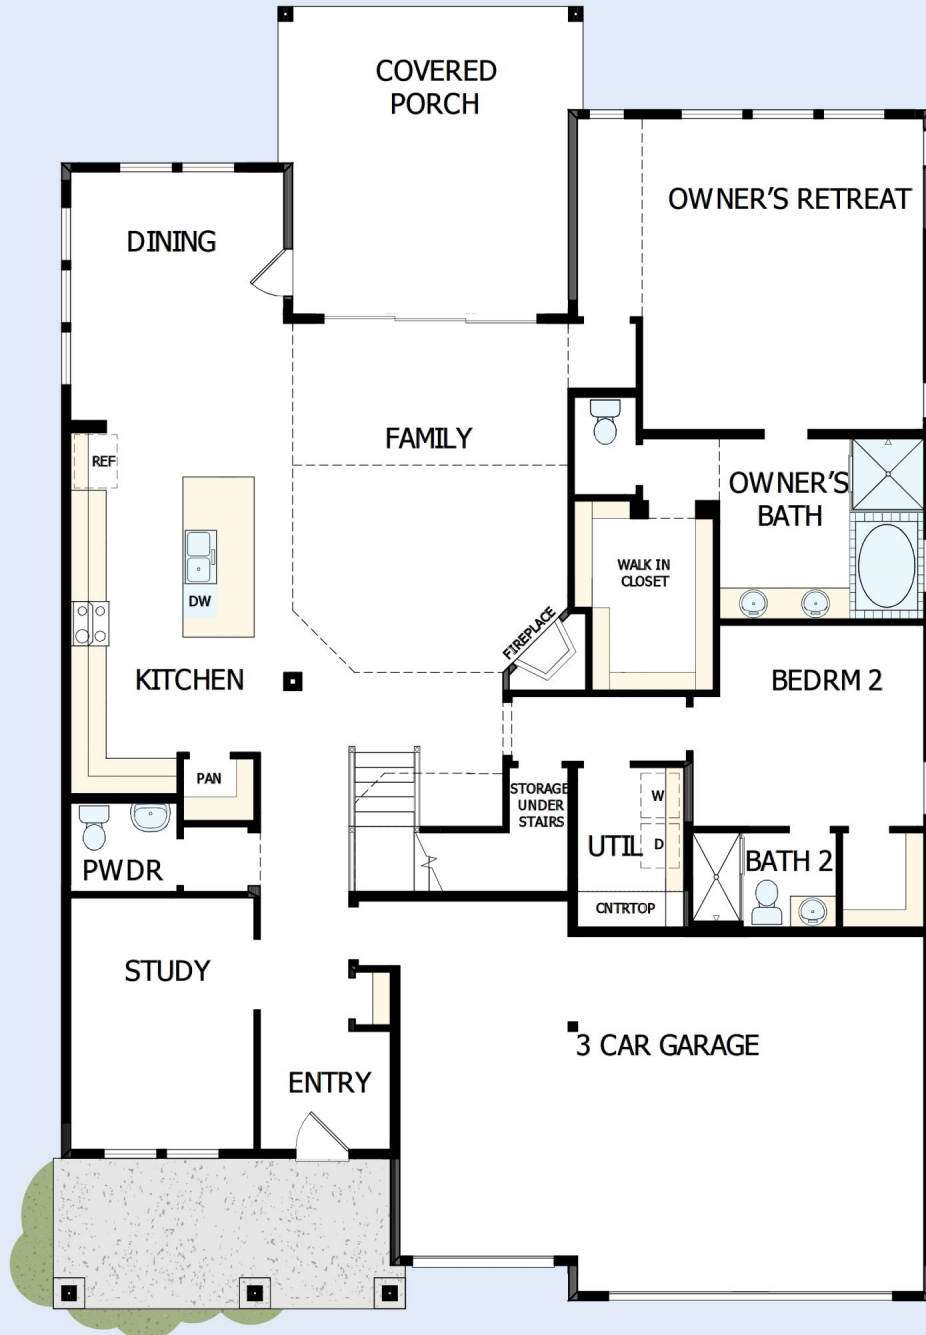 COVERED
PORCH
OWNER'S RETREAT
DINING
FAMILY
REF
OWNER'S
BATH
WALK IN
CLOSET
DW
FIREPLACE
KITCHEN
BEDRM 2
PAN
STORAGE
UNDER
STAIRS
W
D
UTIL
PWDR
BATH 2
CNTRTOP
STUDY
3 CAR GARAGE
ENTRY